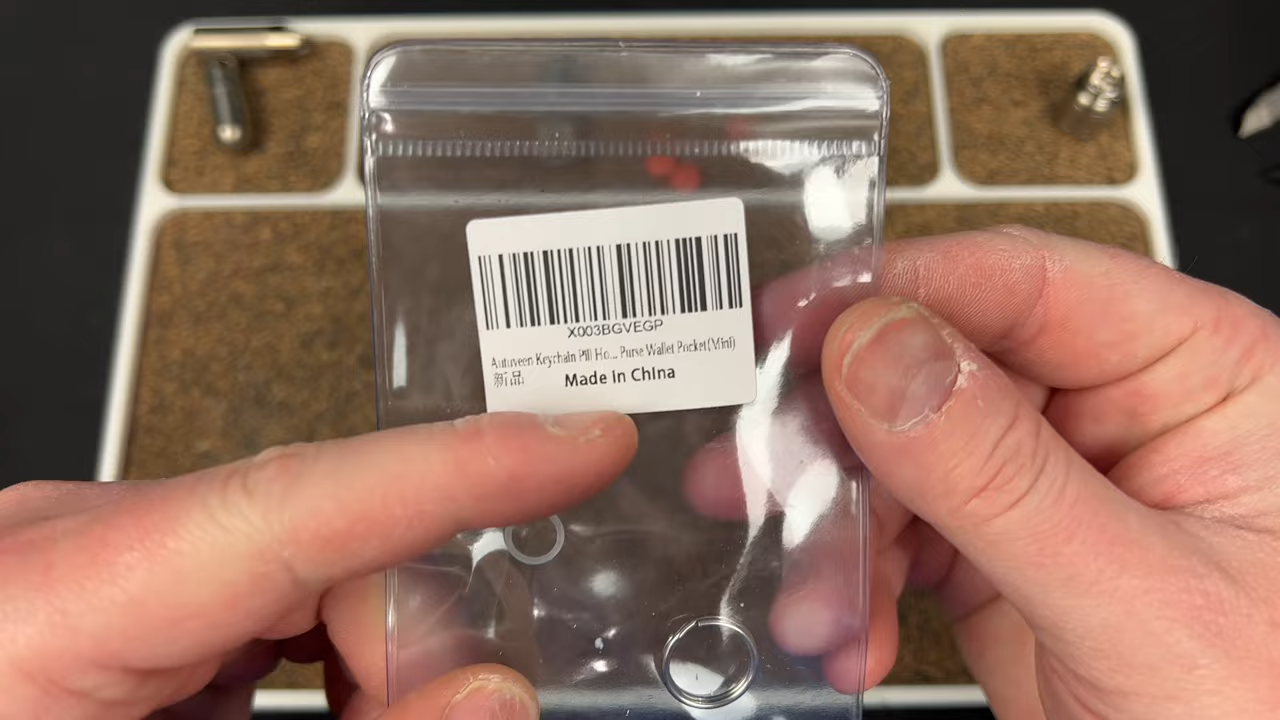 X003BGVEGP
Autuveen Keychain Pill Ho... Purse Wallet Pocket(Mini)
新品
Made in China